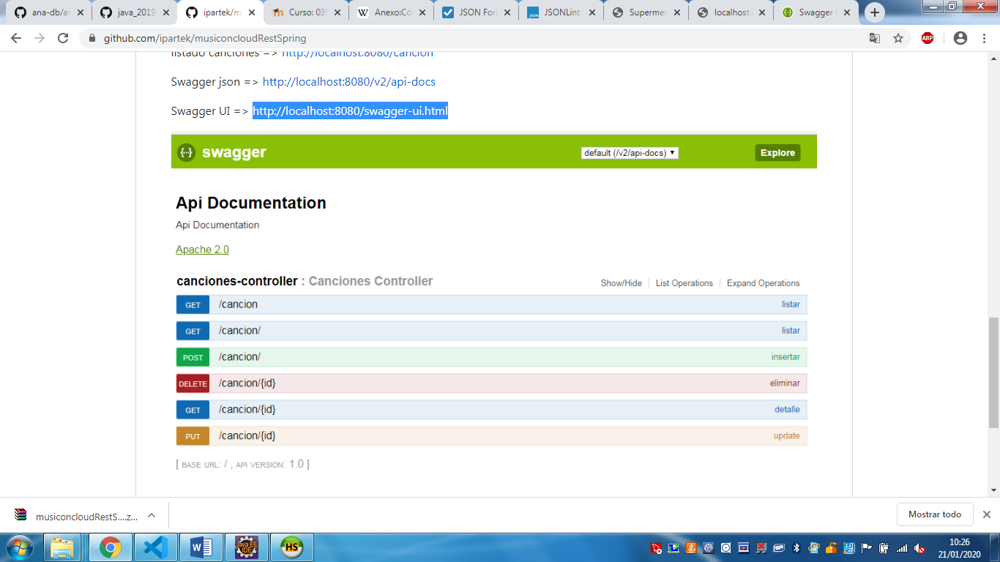 ana-db/ar
java_2019
ipartek/m
Curso: 039
Anexo:Có
JSON For
JSONLint
Supermer
localhost:
Swagger
github.com/ipartek/musiconcloudRestSpring
ABP
listado canciones => http://localhost:8080/cancion
Swagger json => http://localhost:8080/v2/api-docs
Swagger UI => http://localhost:8080/swagger-ui.html
swagger
default (/v2/api-docs)
Explore
Api Documentation
Api Documentation
Apache 2.0
canciones-controller : Canciones Controller
Show/Hide
List Operations
Expand Operations
GET /cancion listar
GET /cancion/ listar
POST /cancion/ insertar
DELETE /cancion/{id} eliminar
GET /cancion/{id} detalle
PUT /cancion/{id} update
[ BASE URL: / , API VERSION: 1.0 ]
musiconcloudRestS....z...
Mostrar todo
Java EE
IDE
HS
10:26
21/01/2020